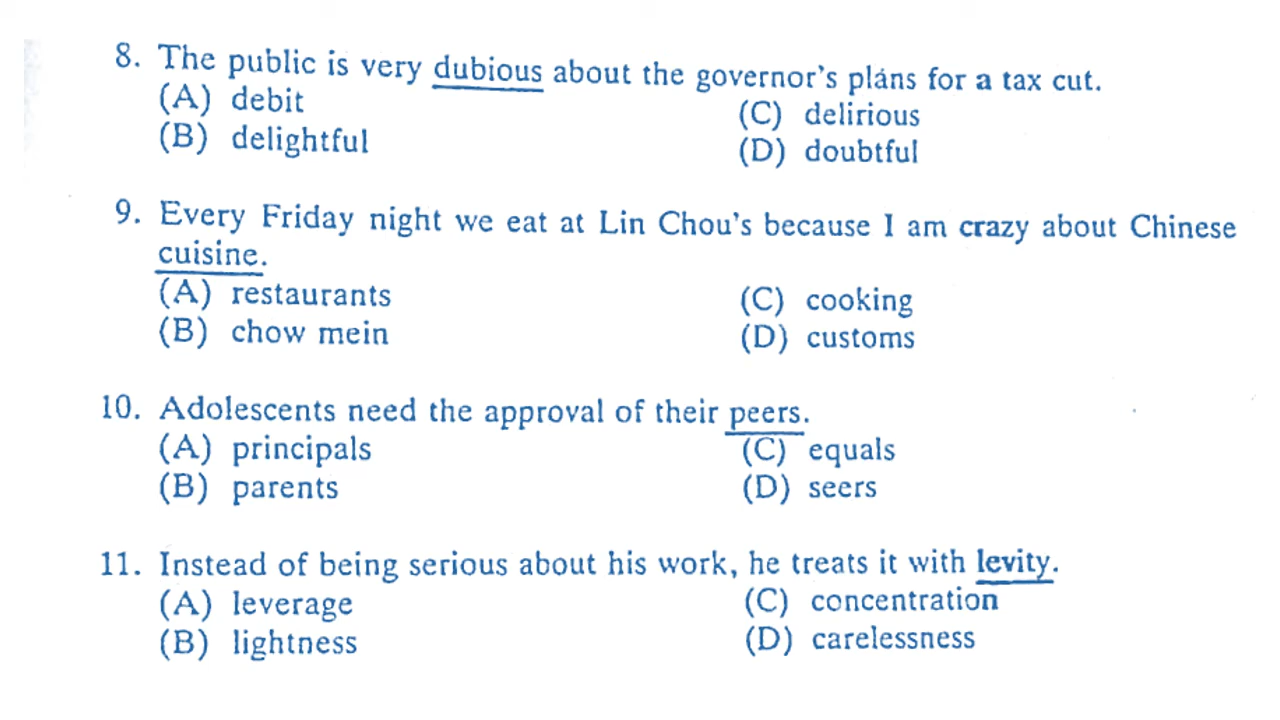 8. The public is very dubious about the governor's plans for a tax cut.
(A) debit (C) delirious
(B) delightful (D) doubtful
9. Every Friday night we eat at Lin Chou's because I am crazy about Chinese
cuisine.
(A) restaurants (C) cooking
(B) chow mein (D) customs
10. Adolescents need the approval of their peers.
(A) principals (C) equals
(B) parents (D) seers
11. Instead of being serious about his work, he treats it with levity.
(A) leverage (C) concentration
(B) lightness (D) carelessness